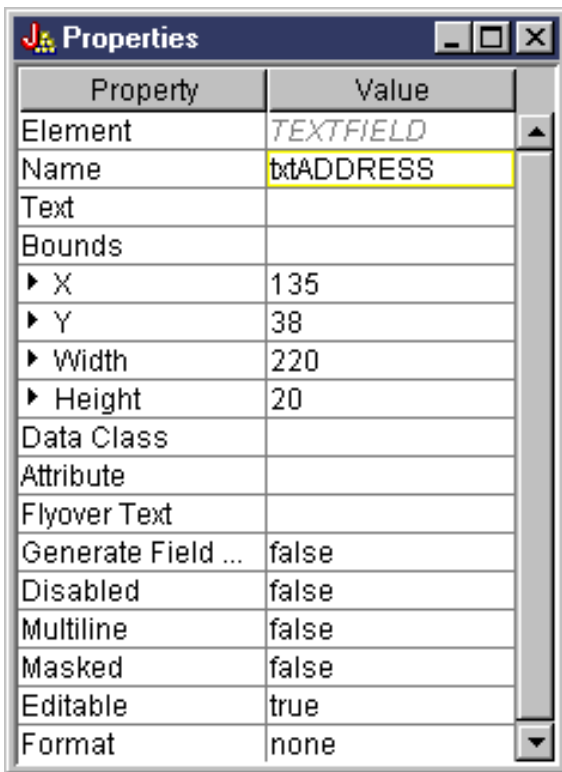 Properties
Property Value
Element TEXTFIELD
Name txtADDRESS
Text
Bounds
X 135
Y 38
Width 220
Height 20
Data Class
Attribute
Flyover Text
Generate Field ... false
Disabled false
Multiline false
Masked false
Editable true
Format none